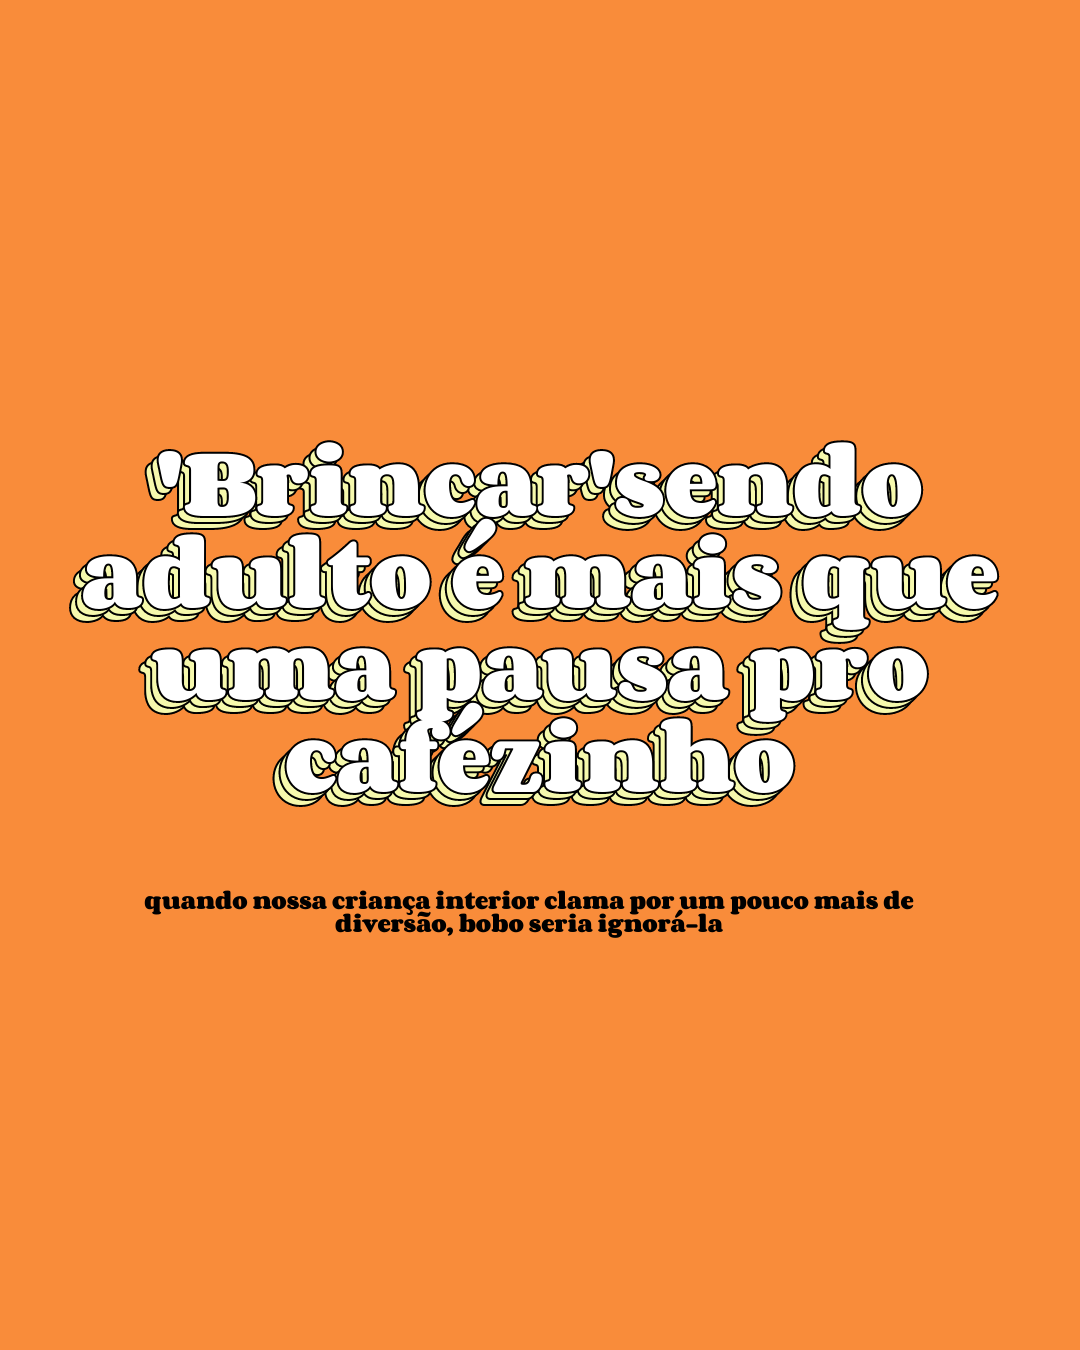 'Brincar'sendo
adulto é mais que
uma pausa pro
cafézinho
quando nossa criança interior clama por um pouco mais de
diversão, bobo seria ignorá-la